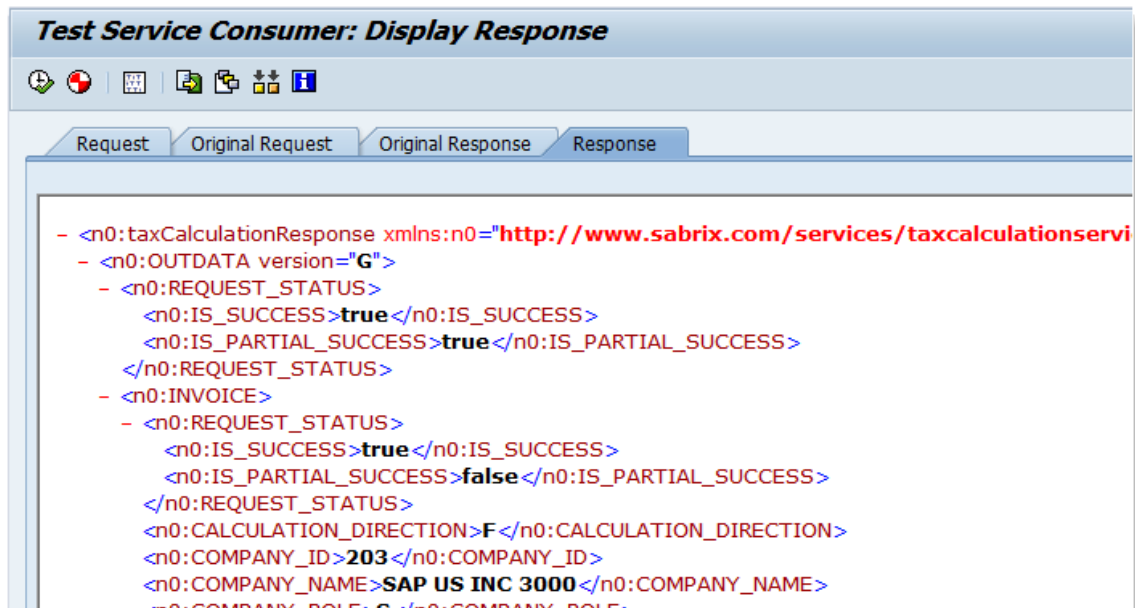 Test Service Consumer: Display Response
Request Original Request Original Response Response
– <n0:taxCalculationResponse xmlns:n0="http://www.sabrix.com/services/taxcalculationservi
– <n0:OUTDATA version="G">
– <n0:REQUEST_STATUS>
<n0:IS_SUCCESS>true</n0:IS_SUCCESS>
<n0:IS_PARTIAL_SUCCESS>true</n0:IS_PARTIAL_SUCCESS>
</n0:REQUEST_STATUS>
– <n0:INVOICE>
– <n0:REQUEST_STATUS>
<n0:IS_SUCCESS>true</n0:IS_SUCCESS>
<n0:IS_PARTIAL_SUCCESS>false</n0:IS_PARTIAL_SUCCESS>
</n0:REQUEST_STATUS>
<n0:CALCULATION_DIRECTION>F</n0:CALCULATION_DIRECTION>
<n0:COMPANY_ID>203</n0:COMPANY_ID>
<n0:COMPANY_NAME>SAP US INC 3000</n0:COMPANY_NAME>